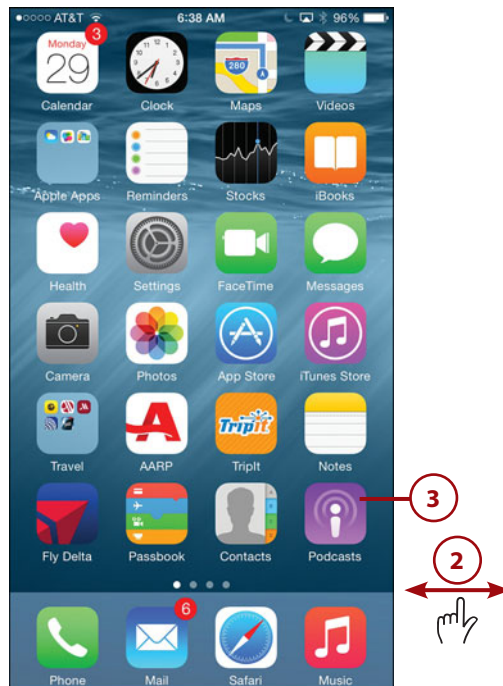 AT&T 6:38 AM 96%
Monday 3
29 280
Calendar Clock Maps Videos
Apple Apps Reminders Stocks iBooks
Health Settings FaceTime Messages
Camera Photos App Store iTunes Store
TripIt
Travel AARP TripIt Notes
3
Fly Delta Passbook Contacts Podcasts
2
6
Phone Mail Safari Music